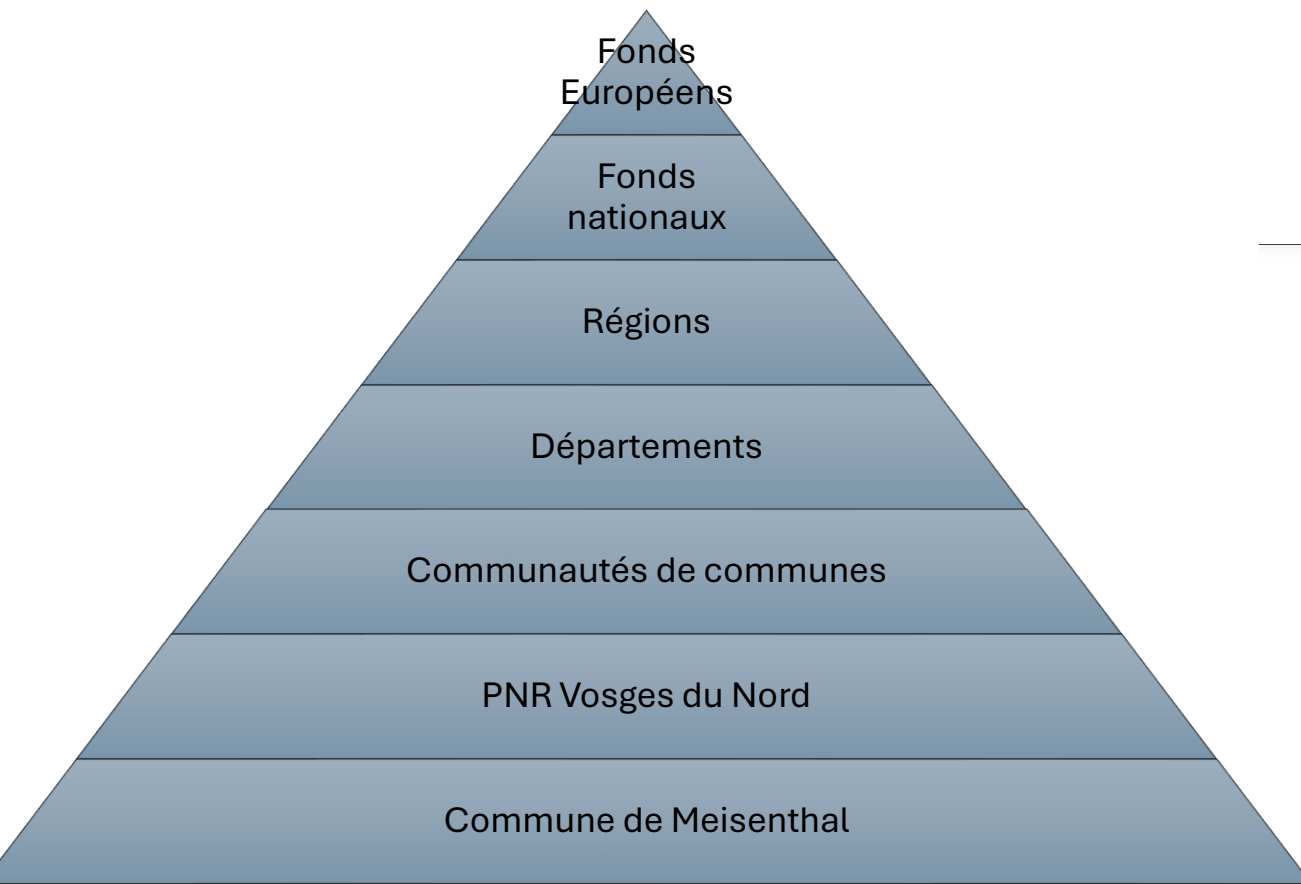 Fonds
Européens
Fonds
nationaux
Régions
Départements
Communautés de communes
PNR Vosges du Nord
Commune de Meisenthal